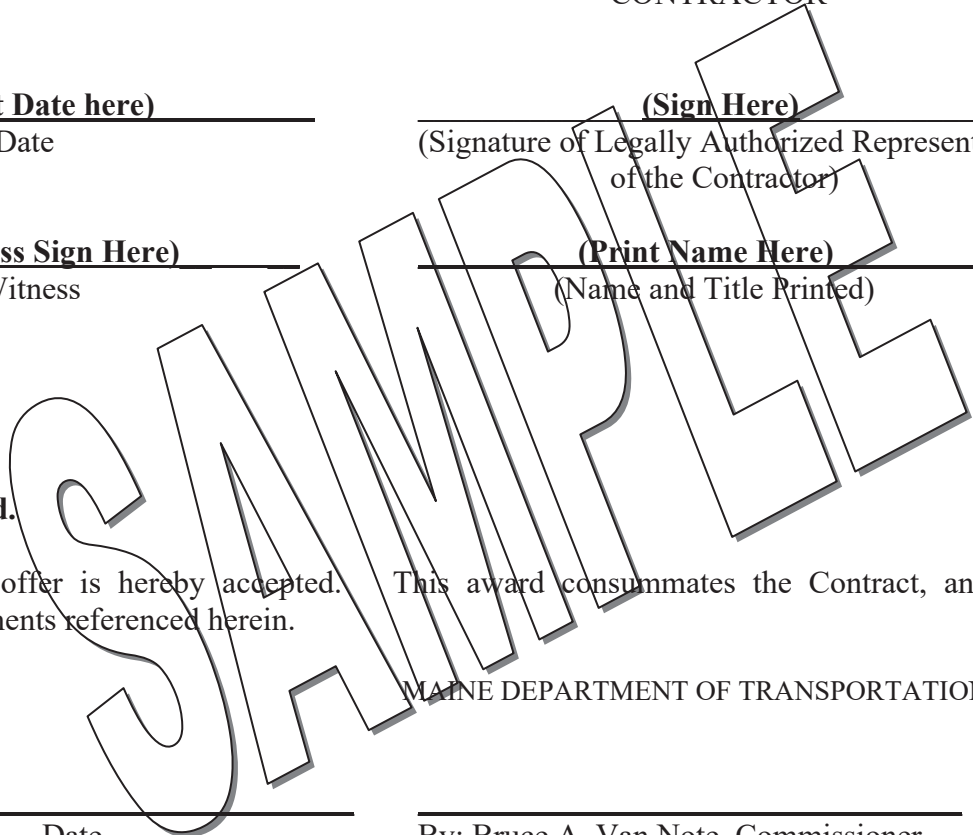 CONTRACTOR
t Date here) (Sign Here)
Date (Signature of Legally Authorized Represent
of the Contractor)
ss Sign Here) (Print Name Here)
Witness (Name and Title Printed)
SAMPLE
d.
offer is hereby accepted. This award consummates the Contract, an
ments referenced herein.
MAINE DEPARTMENT OF TRANSPORTATION
Date By: Bruce A. Van Note, Commissioner